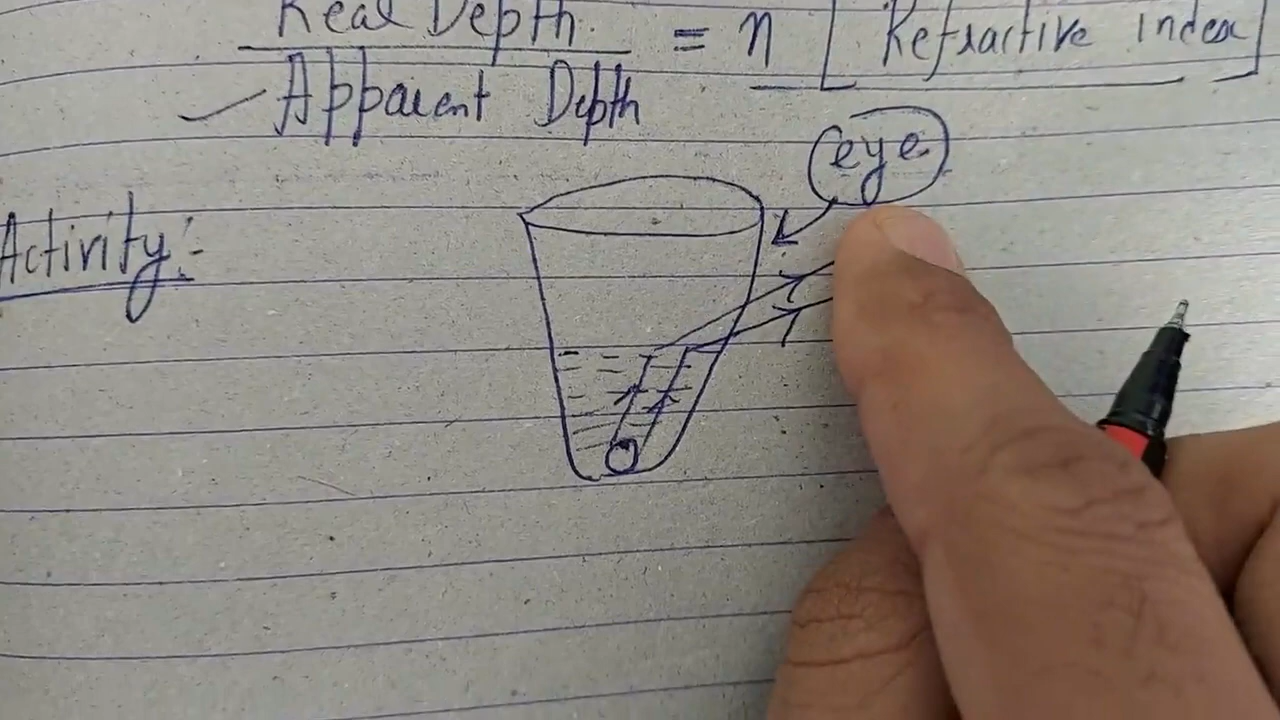 Real Depth = n [Refractive index]
Apparent Depth
eye
Activity:-